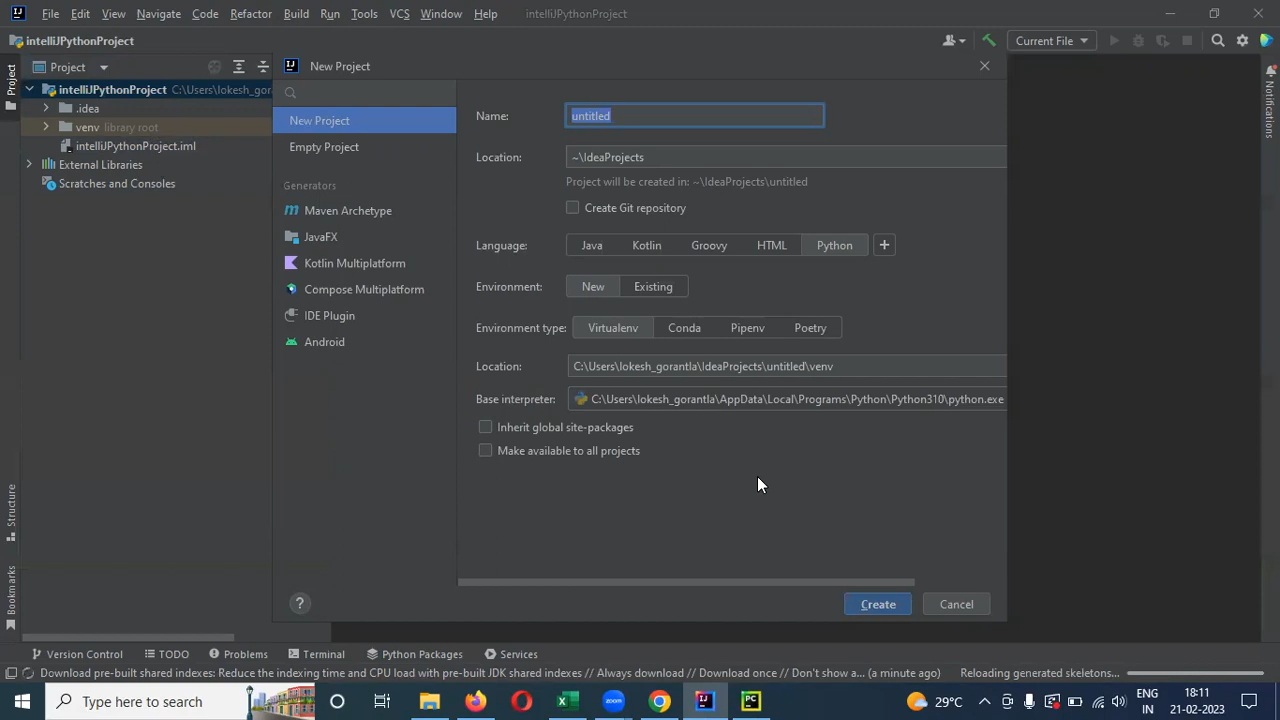 File Edit View Navigate Code Refactor Build Run Tools VCS Window Help intelliJPythonProject
intelliJPythonProject
Current File
Project
New Project
intelliJPythonProject C:\Users\lokesh_gora
.idea
venv library root
intelliJPythonProject.iml
External Libraries
Scratches and Consoles
New Project
Empty Project
Generators
Maven Archetype
JavaFX
Kotlin Multiplatform
Compose Multiplatform
IDE Plugin
Android
Name: untitled
Location: ~\IdeaProjects
Project will be created in: ~\IdeaProjects\untitled
Create Git repository
Language: Java Kotlin Groovy HTML Python +
Environment: New Existing
Environment type: Virtualenv Conda Pipenv Poetry
Location: C:\Users\lokesh_gorantla\IdeaProjects\untitled\venv
Base interpreter: C:\Users\lokesh_gorantla\AppData\Local\Programs\Python\Python310\python.exe
Inherit global site-packages
Make available to all projects
? Create Cancel
Project
Structure
Bookmarks
Notifications
Version Control TODO Problems Terminal Python Packages Services
Download pre-built shared indexes: Reduce the indexing time and CPU load with pre-built JDK shared indexes // Always download // Download once // Don't show a... (a minute ago) Reloading skeletons...
Type here to search
zoom
PC
29°C
ENG
IN
18:11
21-02-2023